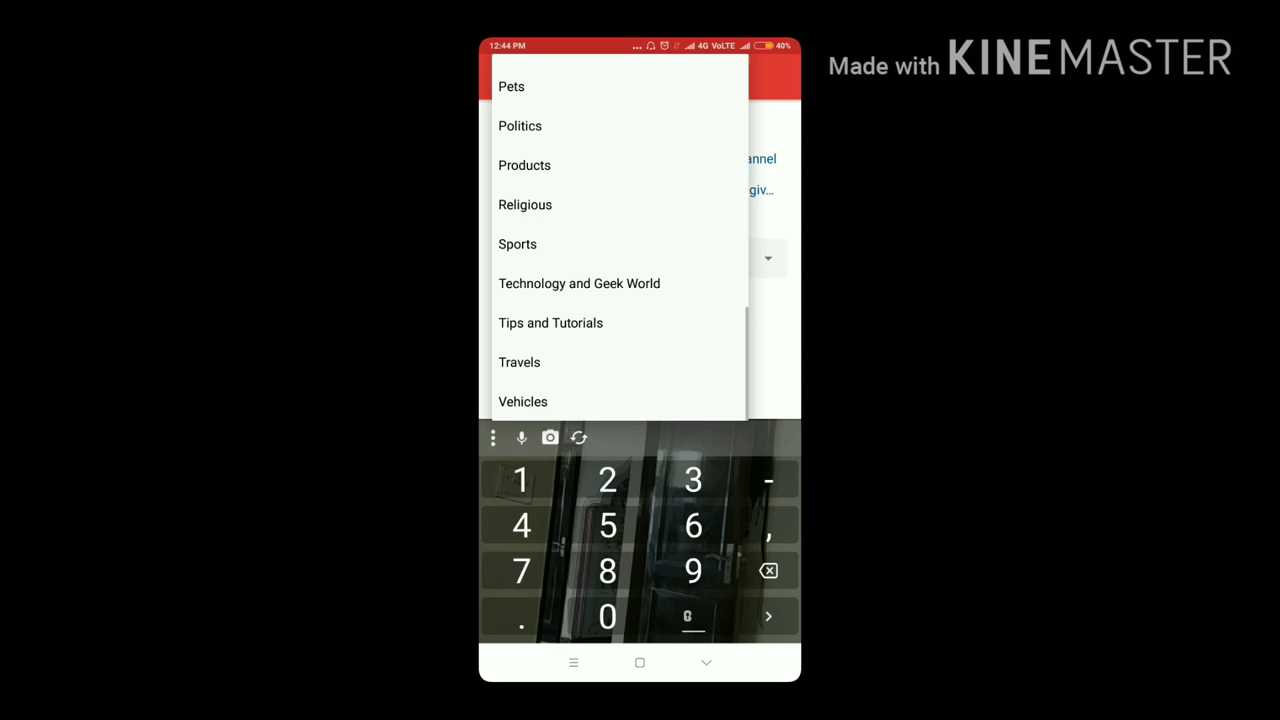 12:44 PM
4G VoLTE
40%
Made with KINEMASTER
Pets
Politics
annel
Products
giv...
Religious
Sports
Technology and Geek World
Tips and Tutorials
Travels
Vehicles
1 2 3 -
4 5 6 ,
7 8 9
. 0